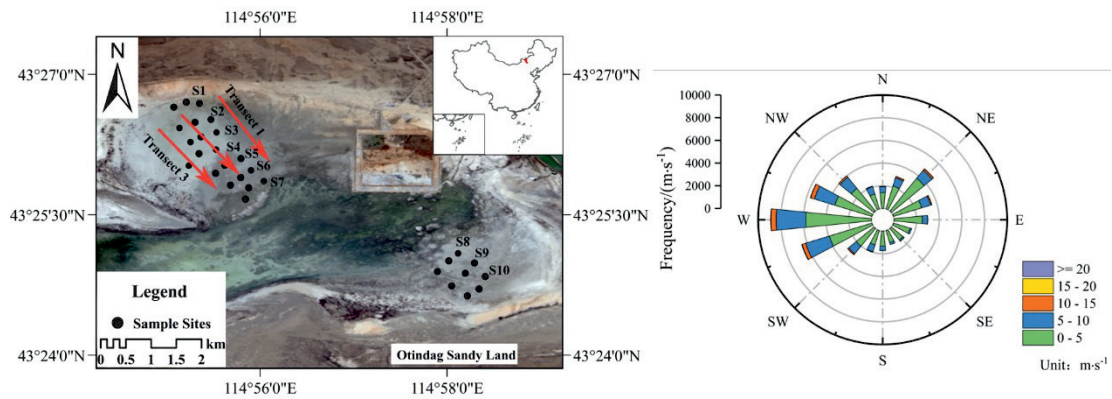 114°56'0"E
114°58'0"E
N
43°27'0"N
43°27'0"N
S1
S2
Transect 1
S3
S4
S5
Transect 3
S6
S7
43°25'30"N
43°25'30"N
S8
S9
S10
Legend
Sample Sites
km
0 0.5 1 2
Otindag Sandy Land
43°24'0"N
43°24'0"N
114°56'0"E
114°58'0"E
N
10000
8000
6000
4000
2000
0
Frequency/(m·s⁻¹)
NW
NE
W
E
SW
SE
S
>= 20
15 - 20
10 - 15
5 - 10
0 - 5
Unit: m·s⁻¹